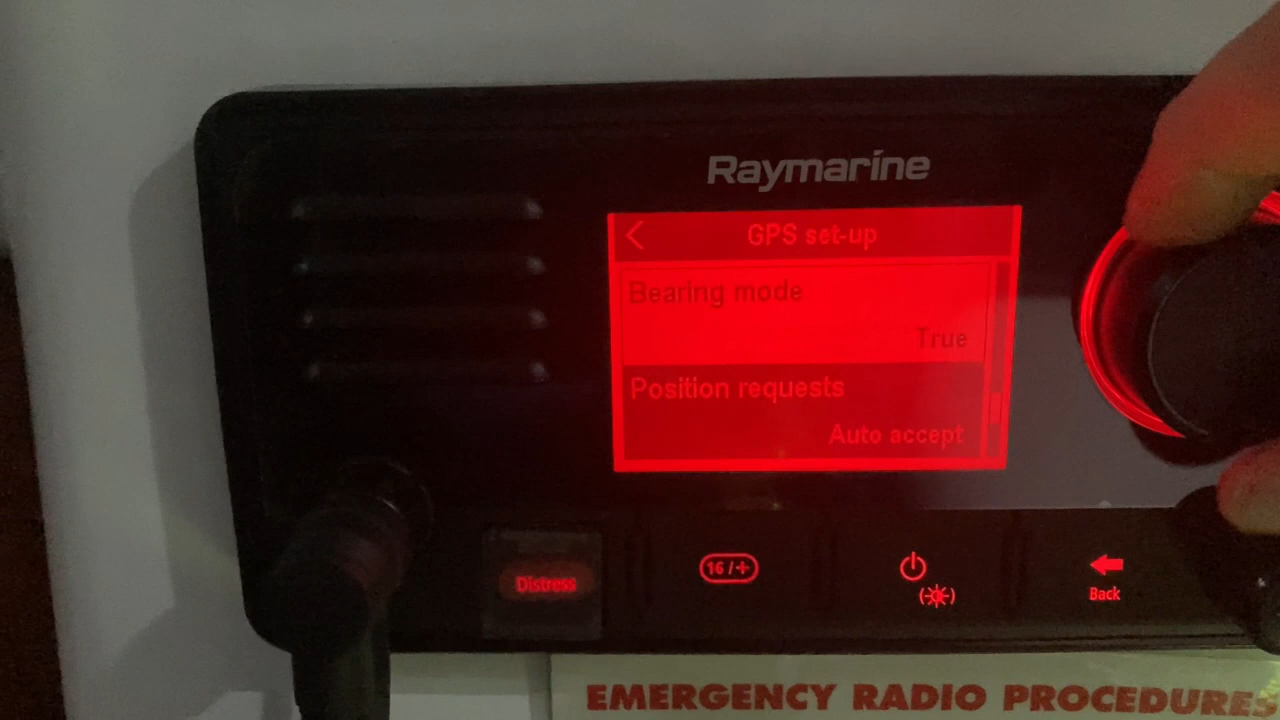 Raymarine
GPS set-up
Bearing mode
True
Position requests
Auto accept
Distress
16/+
Back
EMERGENCY RADIO PROCEDURES